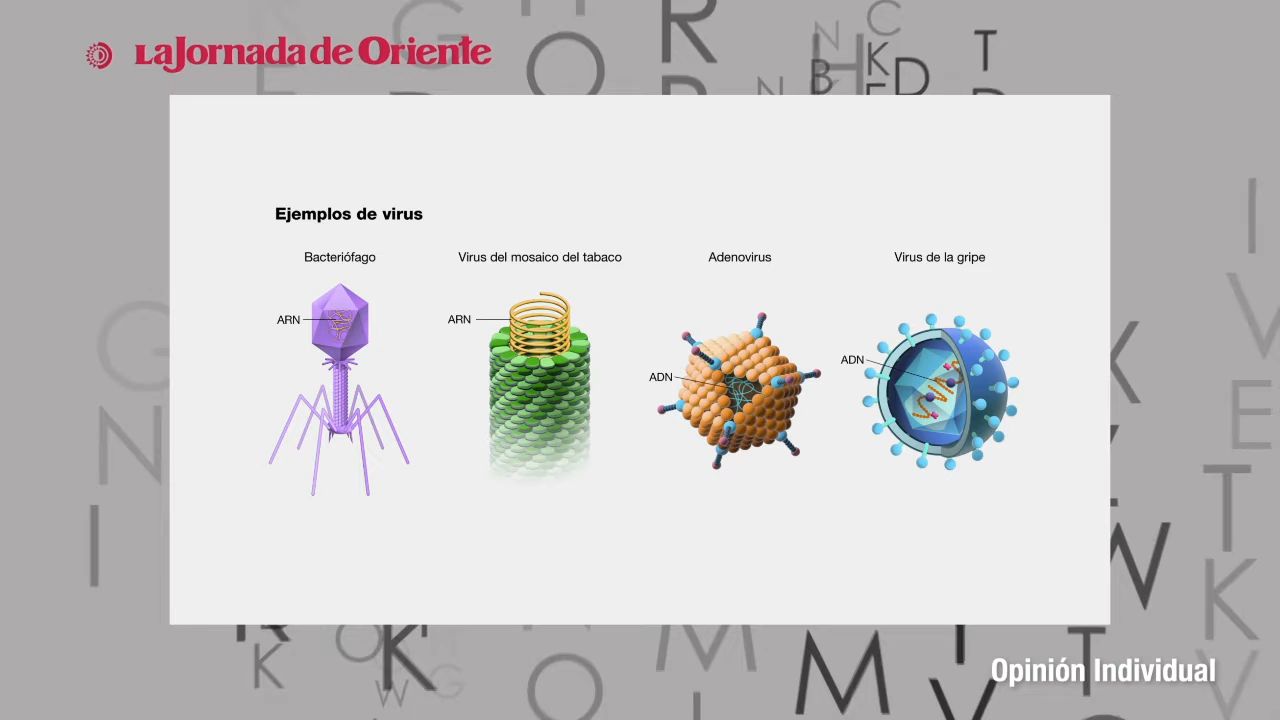 La Jornada de Oriente
Ejemplos de virus
Bacteriófago
Virus del mosaico del tabaco
Adenovirus
Virus de la gripe
ARN
ARN
ADN
ADN
Opinión Individual